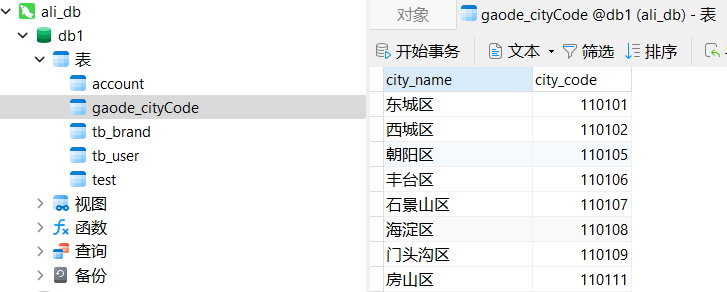 ali_db
db1
表
account
gaode_cityCode
tb_brand
tb_user
test
视图
函数
查询
备份
对象
gaode_cityCode @db1 (ali_db) - 表
开始事务 文本 筛选 排序
city_name city_code
东城区 110101
西城区 110102
朝阳区 110105
丰台区 110106
石景山区 110107
海淀区 110108
门头沟区 110109
房山区 110111